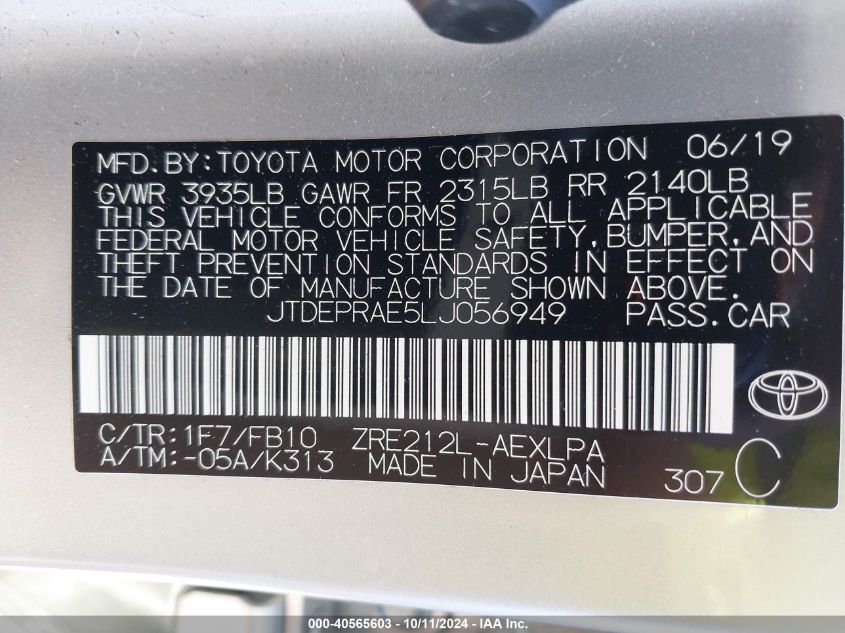 MFD.BY:TOYOTA MOTOR CORPORATION 06/19
GVWR 3935LB GAWR FR 2315LB RR 2140LB
THIS VEHICLE CONFORMS TO ALL APPLICABLE
FEDERAL MOTOR VEHICLE SAFETY,BUMPER,AND
THEFT PREVENTION STANDARDS IN EFFECT ON
THE DATE OF MANUFACTURE SHOWN ABOVE.
JTDEPRAE5LJ056949 PASS.CAR
C/TR:1F7/FB10 ZRE212L-AEXLPA
A/TM:-05A/K313 MADE IN JAPAN 307 C
000-40565603 - 10/11/2024 - IAA Inc.